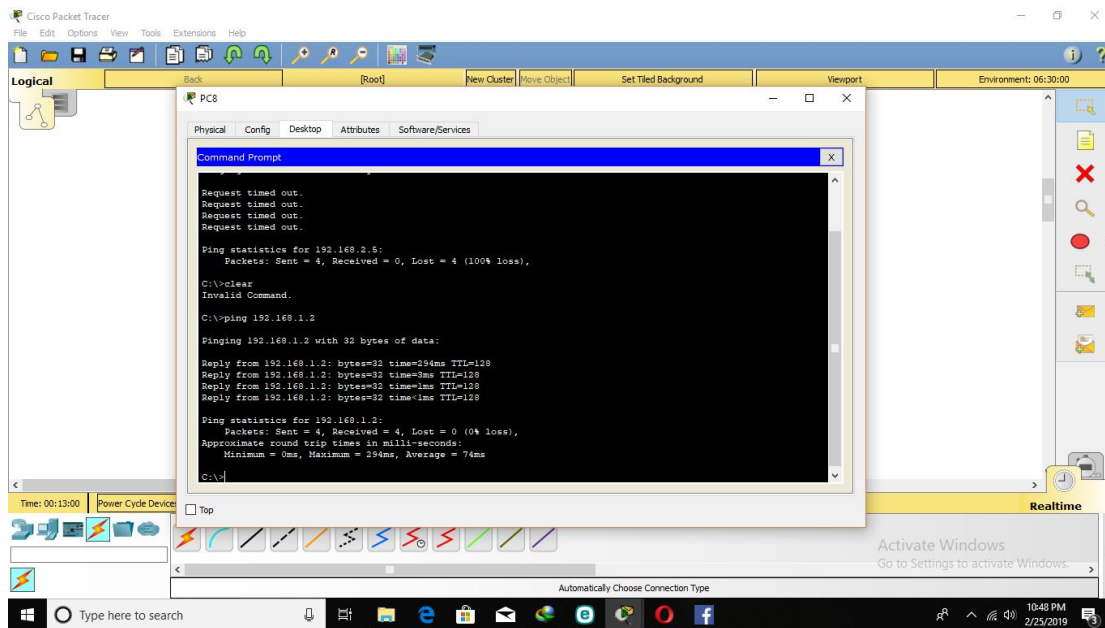 Cisco Packet Tracer
File Edit Options View Tools Extensions Help
Logical
Back
[Root]
New Cluster
Move Object
Set Tiled Background
Viewport
Environment: 06:30:00
PC8
Physical Config Desktop Attributes Software/Services
Command Prompt
X
Request timed out.
Request timed out.
Request timed out.
Request timed out.
Ping statistics for 192.168.2.5:
Packets: Sent = 4, Received = 0, Lost = 4 (100% loss),
C:\>clear
Invalid Command.
C:\>ping 192.168.1.2
Pinging 192.168.1.2 with 32 bytes of data:
Reply from 192.168.1.2: bytes=32 time=294ms TTL=128
Reply from 192.168.1.2: bytes=32 time=3ms TTL=128
Reply from 192.168.1.2: bytes=32 time=1ms TTL=128
Reply from 192.168.1.2: bytes=32 time<1ms TTL=128
Ping statistics for 192.168.1.2:
Packets: Sent = 4, Received = 4, Lost = 0 (0% loss),
Approximate round trip times in milli-seconds:
Minimum = 0ms, Maximum = 294ms, Average = 74ms
C:\>
Time: 00:13:00
Power Cycle Device
Top
Realtime
Activate Windows
Go to Settings to activate Windows.
Automatically Choose Connection Type
Type here to search
10:48 PM
2/25/2019
3